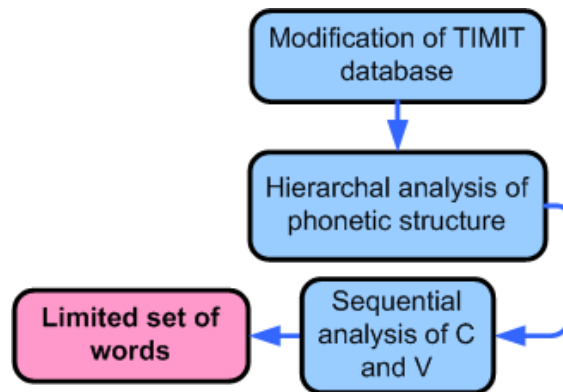 Modification of TIMIT
database
Hierarchal analysis of
phonetic structure
Sequential
analysis of C
and V
Limited set of
words